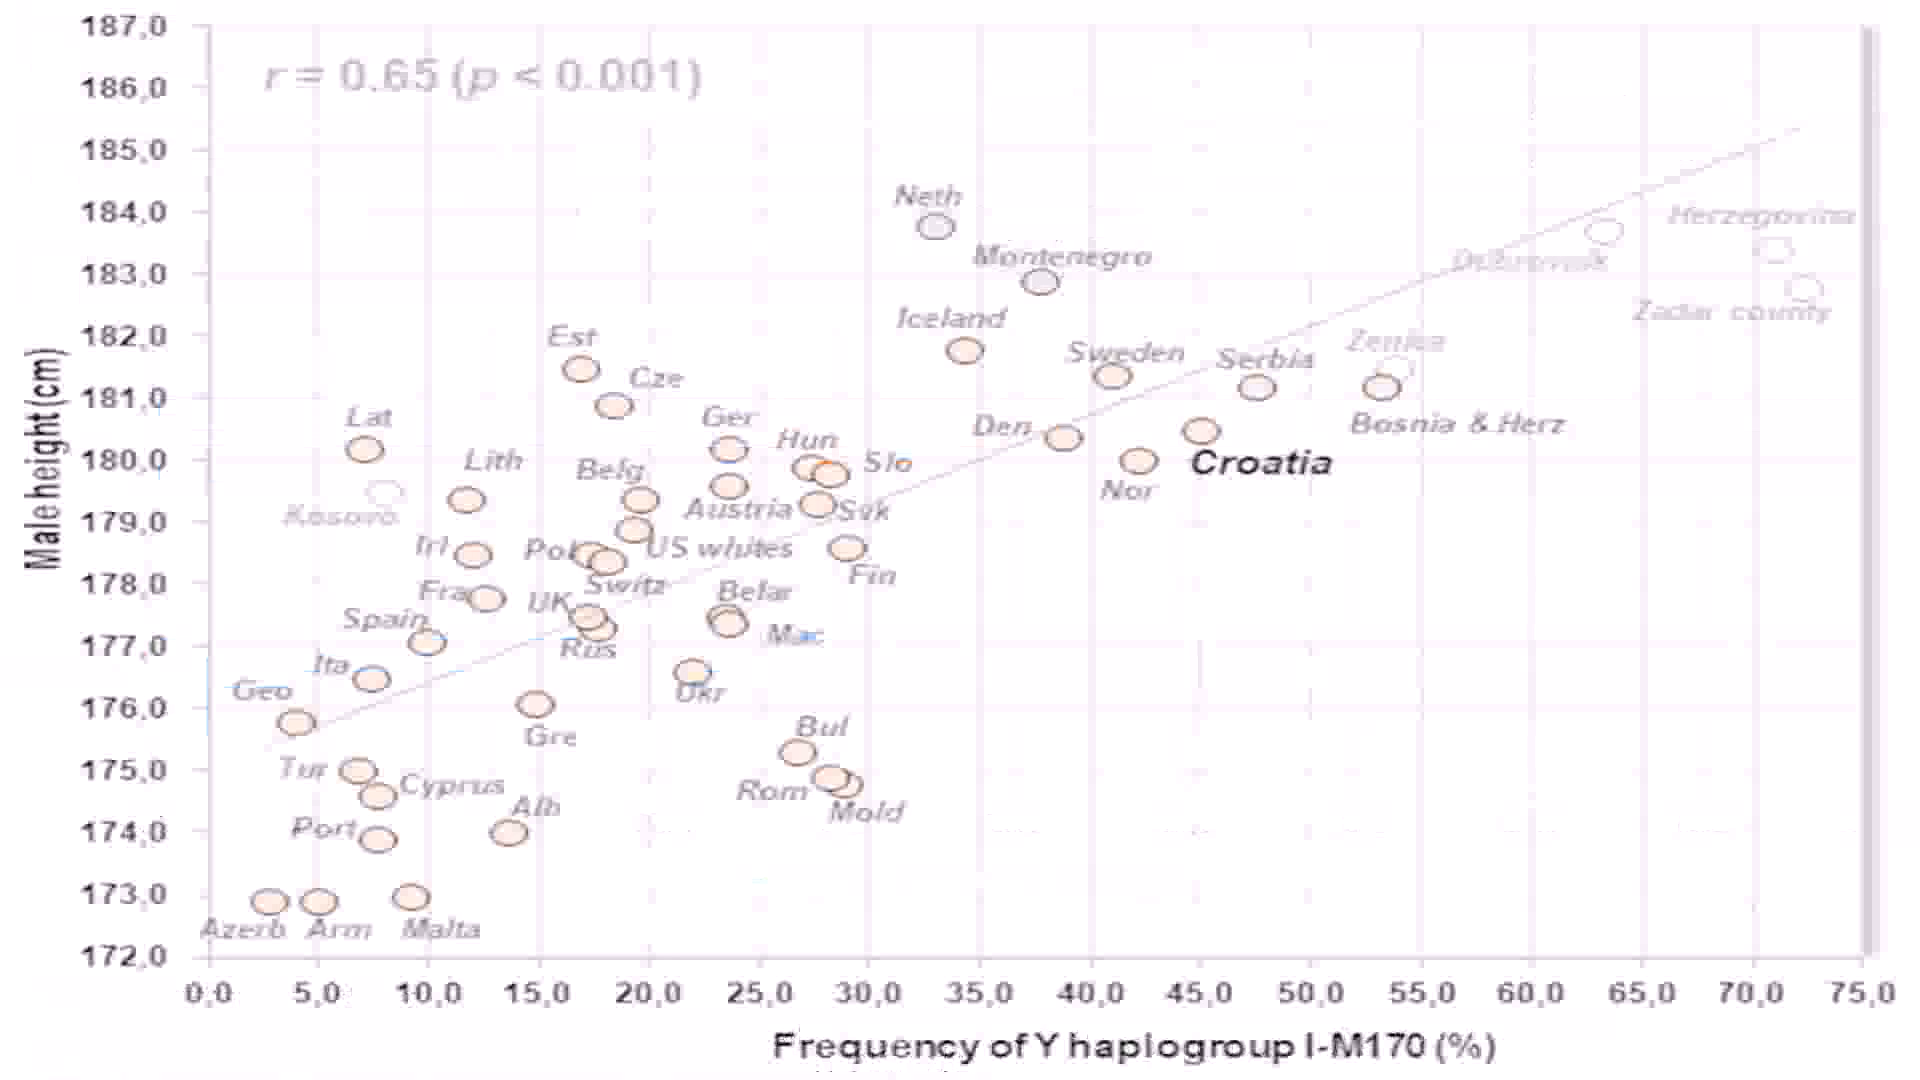 187,0
r = 0.65 (p < 0.001)
186,0
185,0
184,0
183,0
182,0
181,0
180,0
179,0
178,0
177,0
176,0
175,0
174,0
173,0
172,0
Male height (cm)
Neth
Herzegovina
Montenegro
Dubrovnik
Iceland
Zadar county
Est
Zenica
Sweden
Serbia
Cze
Lat
Ger
Den
Bosnia & Herz
Hun
Lith
Belg
Slo
Croatia
Nor
Kosovo
Austria
Svk
Irl
Pol
US whites
Fin
Switz
Fra
UK
Belar
Spain
Mac
Rus
Ita
Geo
Ukr
Gre
Bul
Tur
Cyprus
Rom
Alb
Mold
Port
Azerb
Arm
Malta
0,0 5,0 10,0 15,0 20,0 25,0 30,0 35,0 40,0 45,0 50,0 55,0 60,0 65,0 70,0 75,0
Frequency of Y haplogroup I-M170 (%)